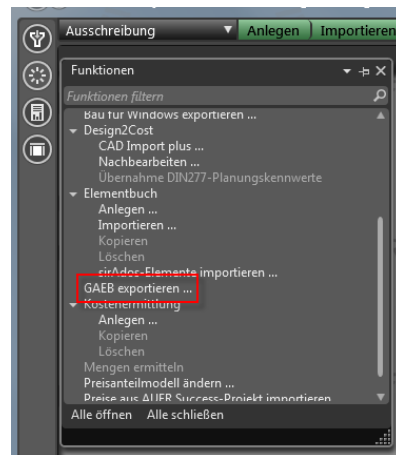 Ausschreibung Anlegen Importieren
Funktionen
Funktionen filtern
Bau für Windows exportieren ...
Design2Cost
CAD Import plus ...
Nachbearbeiten ...
Übernahme DIN277-Planungskennwerte
Elementbuch
Anlegen ...
Importieren ...
Kopieren
Löschen
sirAdos-Elemente importieren ...
GAEB exportieren ...
Kostenermittlung
Anlegen ...
Kopieren
Löschen
Mengen ermitteln
Preisanteilmodell ändern ...
Preise aus AUER Success-Projekt importieren
Alle öffnen Alle schließen